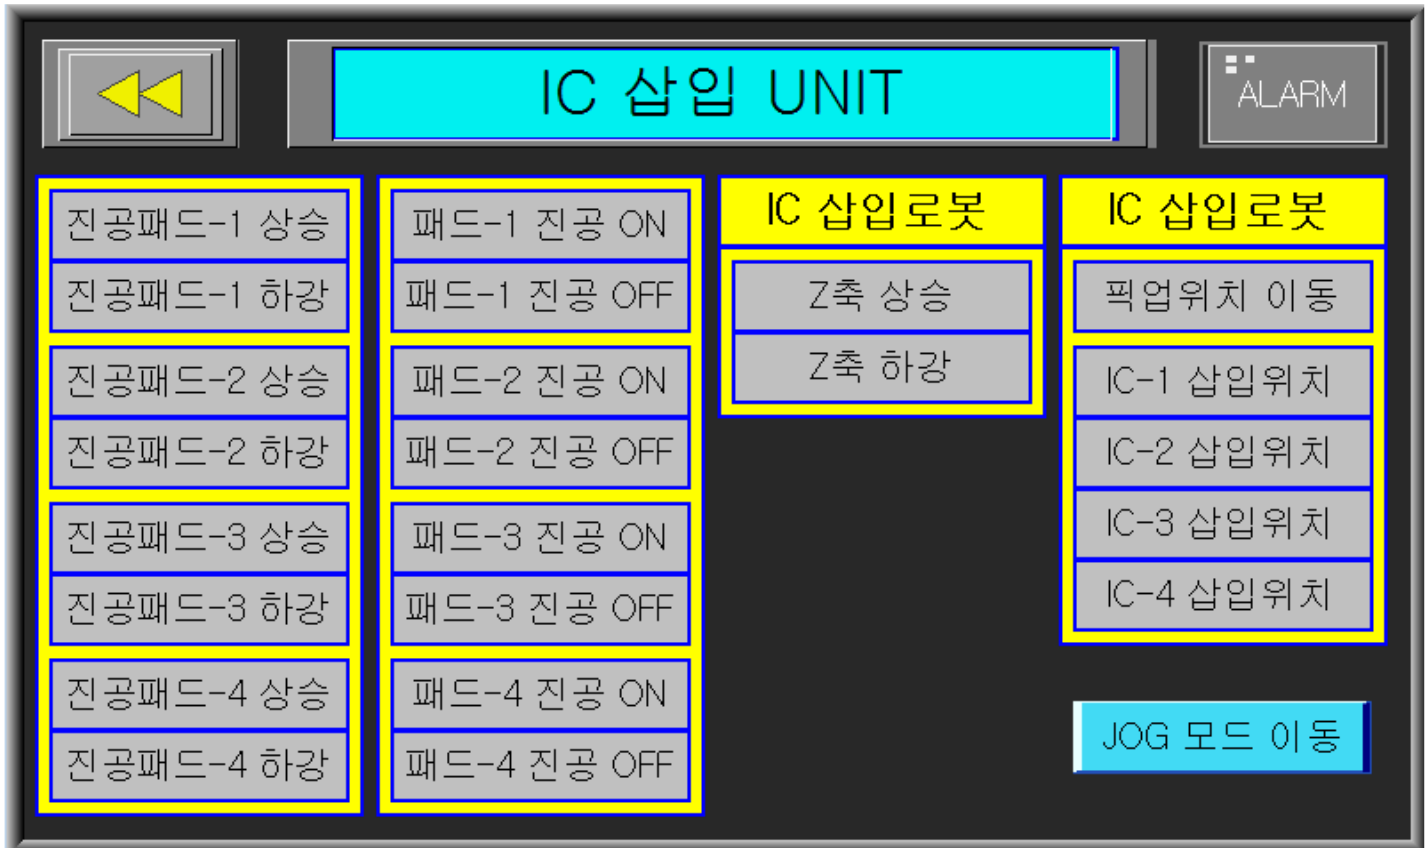 IC 삽입 UNIT
ALARM
진공패드-1 상승
진공패드-1 하강
진공패드-2 상승
진공패드-2 하강
진공패드-3 상승
진공패드-3 하강
진공패드-4 상승
진공패드-4 하강
패드-1 진공 ON
패드-1 진공 OFF
패드-2 진공 ON
패드-2 진공 OFF
패드-3 진공 ON
패드-3 진공 OFF
패드-4 진공 ON
패드-4 진공 OFF
IC 삽입로봇
Z축 상승
Z축 하강
IC 삽입로봇
픽업위치 이동
IC-1 삽입위치
IC-2 삽입위치
IC-3 삽입위치
IC-4 삽입위치
JOG 모드 이동